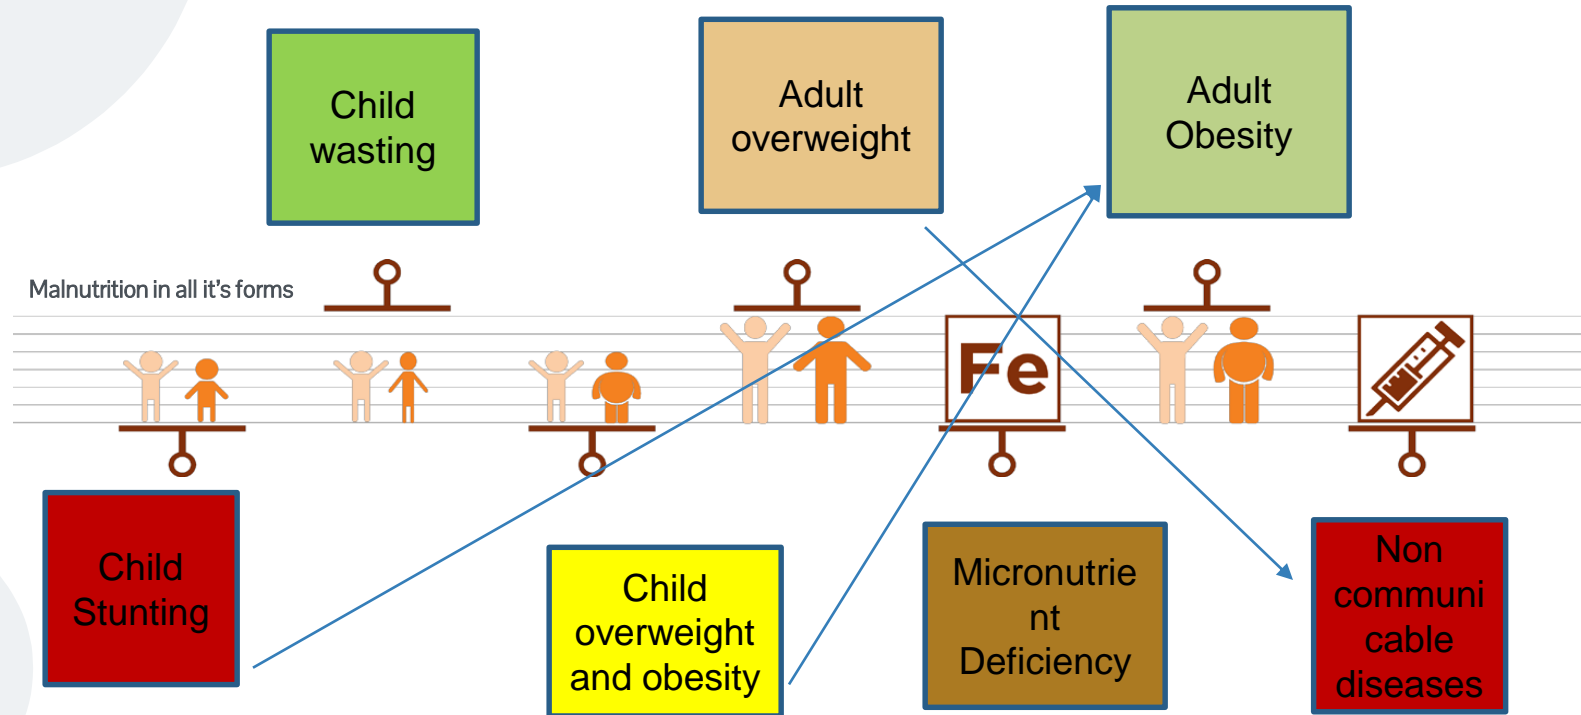 Child
wasting
Adult
overweight
Adult
Obesity
Malnutrition in all it's forms
Fe
Child
Stunting
Child
overweight
and obesity
Micronutrie
nt
Deficiency
Non
communi
cable
diseases